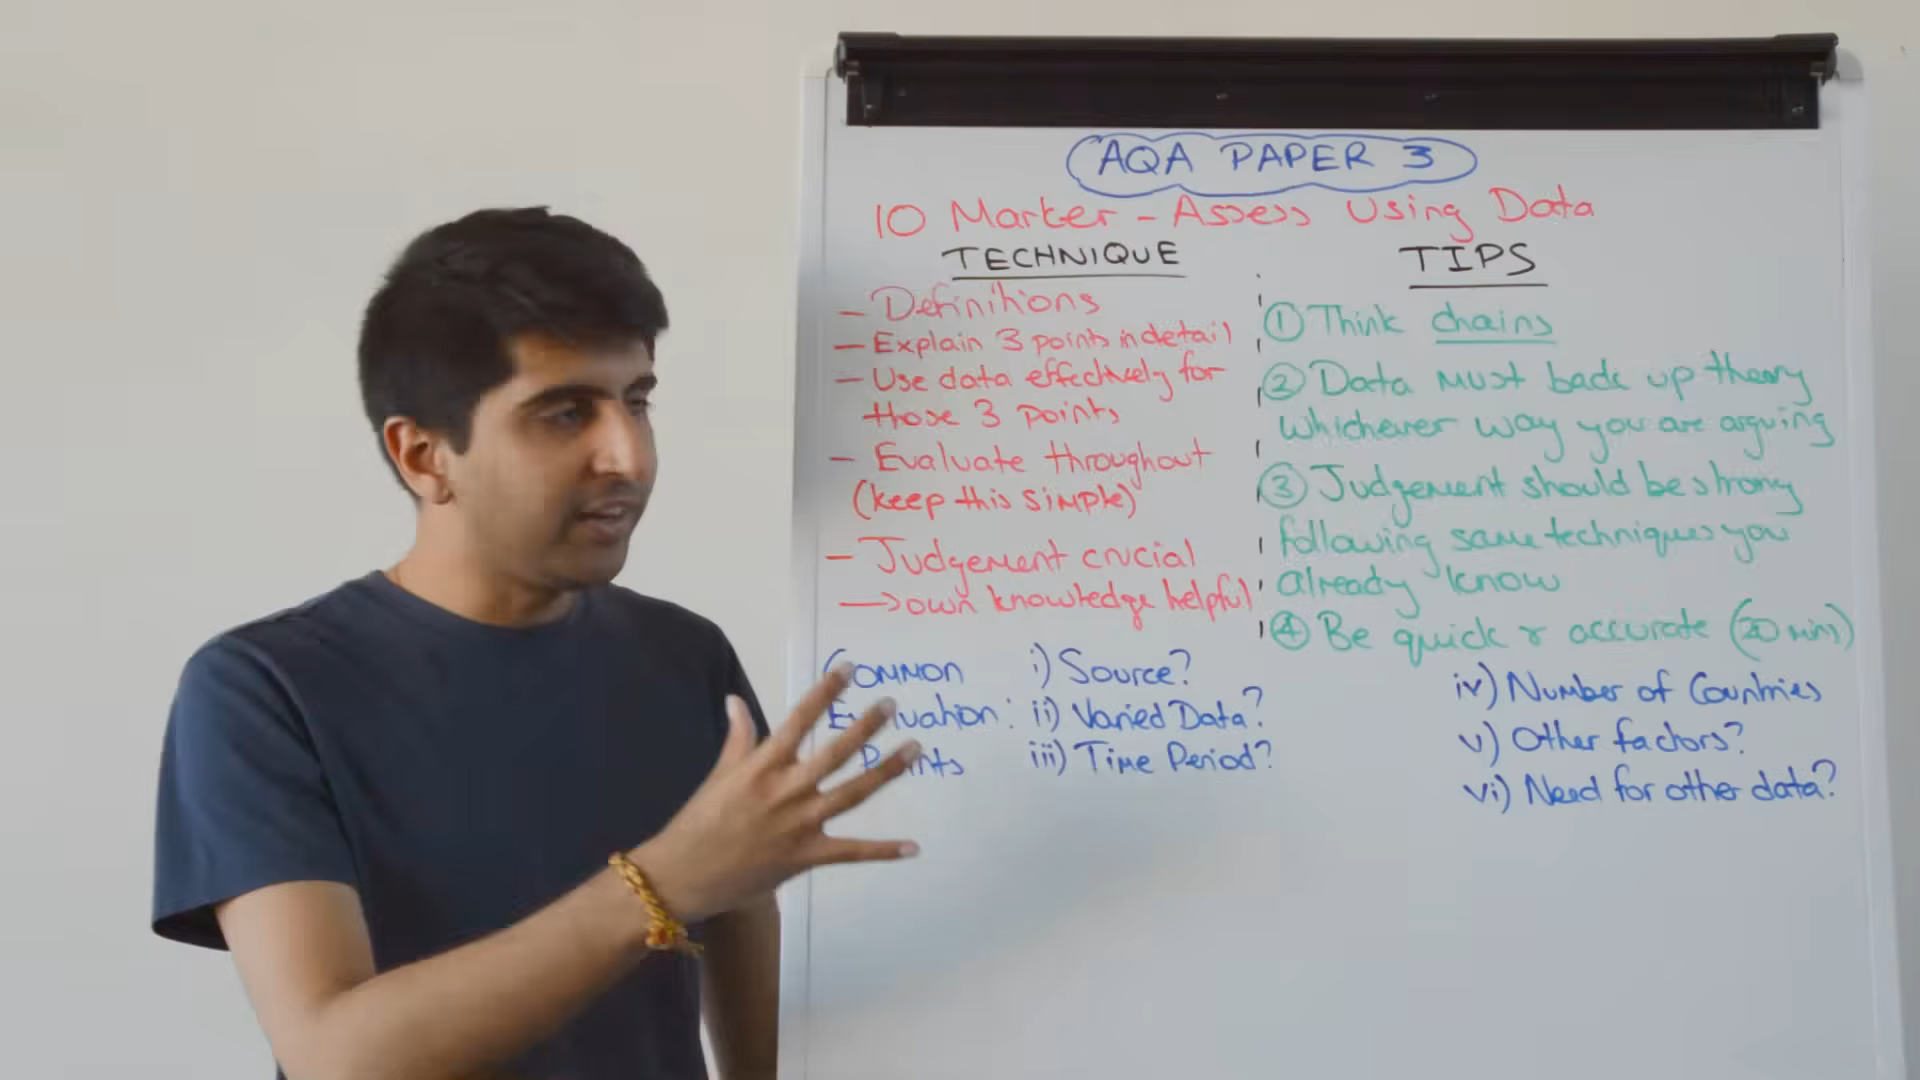 AQA PAPER 3
10 Marker - Assess Using Data
TECHNIQUE
- Definitions
- Explain 3 points in detail
- Use data effectively for
those 3 points
- Evaluate throughout
(keep this simple)
- Judgement crucial
→ own knowledge helpful
TIPS
① Think chains
② Data must back up theory
whichever way you are arguing
③ Judgement should be strong
following same techniques you
already know
④ Be quick & accurate (20 mins)
Common
Evaluation:
Points
i) Source?
ii) Varied Data?
iii) Time Period?
iv) Number of Countries
v) Other factors?
vi) Need for other data?